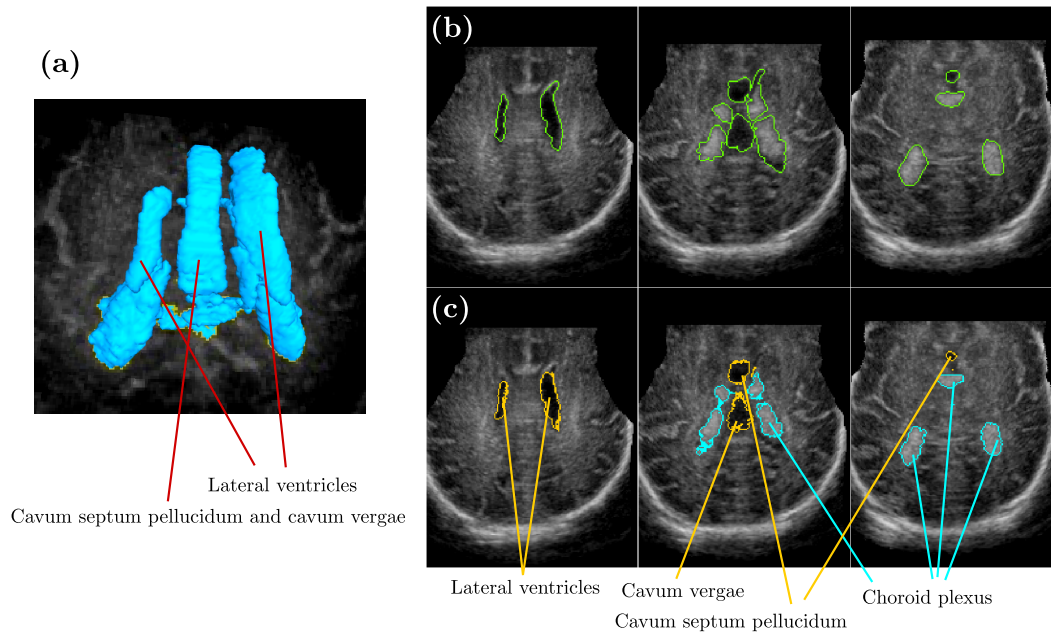 (a)
Lateral ventricles
Cavum septum pellucidum and cavum vergae
(b)
(c)
Lateral ventricles
Cavum vergae
Cavum septum pellucidum
Choroid plexus